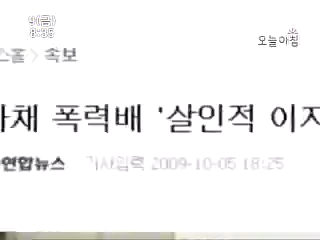 9(금)
8:35
오늘아침
스홀 > 속보
사채 폭력배 '살인적 이자
연합뉴스 기사입력 2009-10-05 18:25